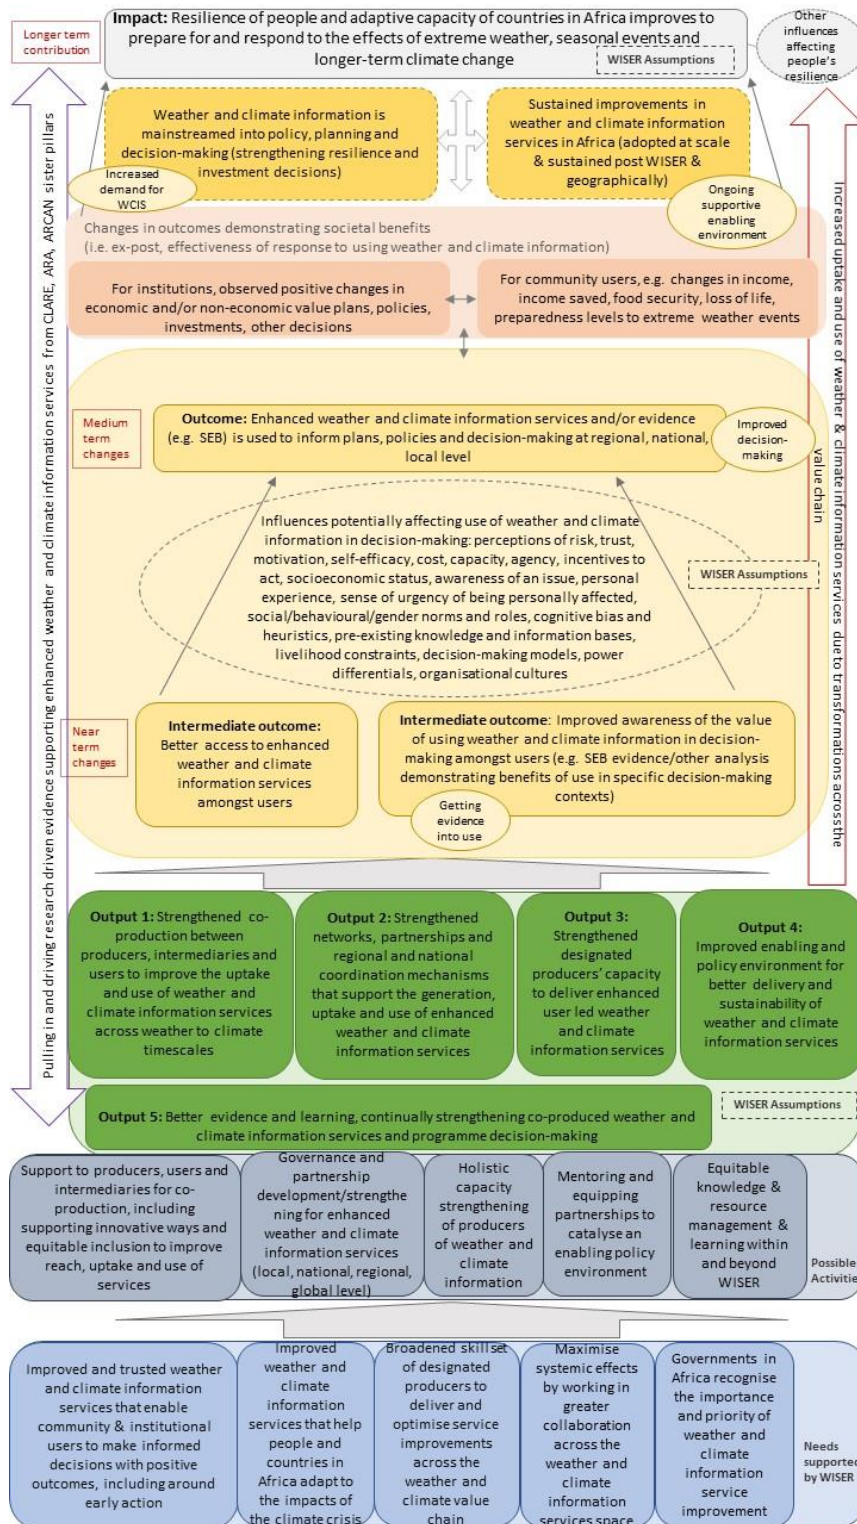 Longer term
contribution
Impact: Resilience of people and adaptive capacity of countries in Africa improves to
prepare for and respond to the effects of extreme weather, seasonal events and
longer-term climate change
WISER Assumptions
Other
influences
affecting
people's
resilience
Weather and climate information is
mainstreamed into policy, planning and
decision-making (strengthening resilience and
investment decisions)
Increased
demand for
WCIS
Sustained improvements in
weather and climate information
services in Africa (adopted at scale
& sustained post WISER &
geographically)
Ongoing
supportive
enabling
environment
Changes in outcomes demonstrating societal benefits
(i.e. ex-post, effectiveness of response to using weather and climate information)
For institutions, observed positive changes in
economic and/or non-economic value plans, policies,
investments, other decisions
For community users, e.g. changes in income,
income saved, food security, loss of life,
preparedness levels to extreme weather events
Pulling in and driving research driven evidence supporting enhanced weather and climate information services from CLARE, ARA, ARCAN sister pillars
Increased uptake and use of weather & climate information services due to transformations across the
value chain
Medium
term
changes
Outcome: Enhanced weather and climate information services and/or evidence
(e.g. SEB) is used to inform plans, policies and decision-making at regional, national,
local level
Improved
decision-
making
Influences potentially affecting use of weather and climate
information in decision-making: perceptions of risk, trust,
motivation, self-efficacy, cost, capacity, agency, incentives to
act, socioeconomic status, awareness of an issue, personal
experience, sense of urgency of being personally affected,
social/behavioural/gender norms and roles, cognitive bias and
heuristics, pre-existing knowledge and information bases,
livelihood constraints, decision-making models, power
differentials, organisational cultures
WISER Assumptions
Near
term
changes
Intermediate outcome:
Better access to enhanced
weather and climate
information services
amongst users
Intermediate outcome: Improved awareness of the value
of using weather and climate information in decision-
making amongst users (e.g. SEB evidence/other analysis
demonstrating benefits of use in specific decision-making
contexts)
Getting
evidence
into use
Output 1: Strengthened co-
production between
producers, intermediaries and
users to improve the uptake
and use of weather and
climate information services
across weather to climate
timescales
Output 2: Strengthened
networks, partnerships and
regional and national
coordination mechanisms
that support the generation,
uptake and use of enhanced
weather and climate
information services
Output 3:
Strengthened
designated
producers' capacity
to deliver enhanced
user led weather
and climate
information services
Output 4:
Improved enabling and
policy environment for
better delivery and
sustainability of
weather and climate
information services
Output 5: Better evidence and learning, continually strengthening co-produced weather and
climate information services and programme decision-making
WISER Assumptions
Support to producers, users and
intermediaries for co-
production, including
supporting innovative ways and
equitable inclusion to improve
reach, uptake and use of
services
Governance and
partnership
development/strengthe
ning for enhanced
weather and climate
information services
(local, national, regional,
global level)
Holistic
capacity
strengthening
of producers
of weather and
climate
information
Mentoring and
equipping
partnerships to
catalyse an
enabling policy
environment
Equitable
knowledge &
resource
management &
learning within
and beyond
WISER
Possible
Activities
Improved and trusted weather
and climate information
services that enable
community & institutional
users to make informed
decisions with positive
outcomes, including around
early action
Improved
weather and
climate
information
services that help
people and
countries in
Africa adapt to
the impacts of
the climate crisis
Broadened skillset
of designated
producers to
deliver and
optimise service
improvements
across the
weather and
climate value
chain
Maximise
systemic effects
by working in
greater
collaboration
across the
weather and
climate
information
services space
Governments in
Africa recognise
the importance
and priority of
weather and
climate
information
service
improvement
Needs
supported
by WISER